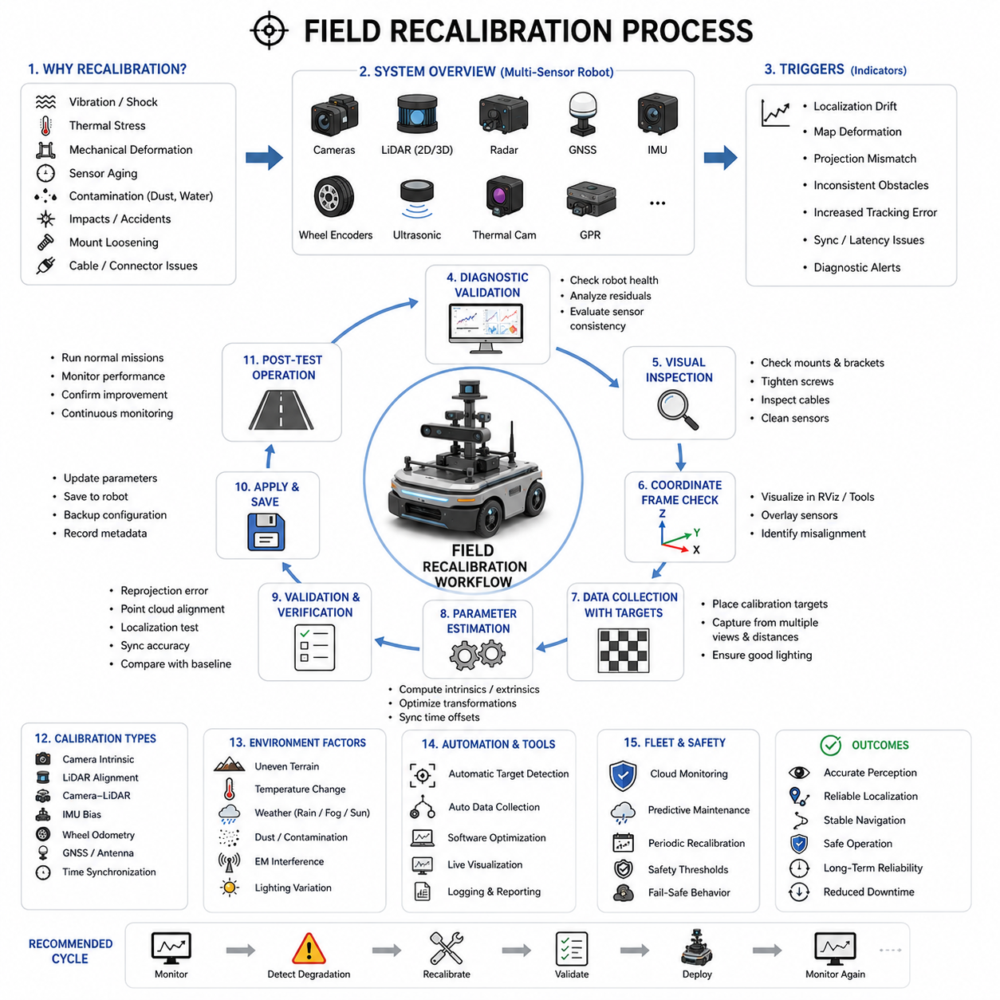 FIELD RECALIBRATION PROCESS
1. WHY RECALIBRATION?
Vibration / Shock
Thermal Stress
Mechanical Deformation
Sensor Aging
Contamination (Dust, Water)
Impacts / Accidents
Mount Loosening
Cable / Connector Issues
2. SYSTEM OVERVIEW (Multi-Sensor Robot)
Cameras
LiDAR (2D/3D)
Radar
GNSS
IMU
Wheel Encoders
Ultrasonic
Thermal Cam
GPR
...
3. TRIGGERS (Indicators)
• Localization Drift
• Map Deformation
• Projection Mismatch
• Inconsistent Obstacles
• Increased Tracking Error
• Sync / Latency Issues
• Diagnostic Alerts
4. DIAGNOSTIC
VALIDATION
• Check robot health
• Analyze residuals
• Evaluate sensor
consistency
5. VISUAL
INSPECTION
• Check mounts & brackets
• Tighten screws
• Inspect cables
• Clean sensors
6. COORDINATE
FRAME CHECK
Z
Y
X
• Visualize in RViz / Tools
• Overlay sensors
• Identify misalignment
7. DATA COLLECTION
WITH TARGETS
• Place calibration targets
• Capture from multiple
views & distances
• Ensure good lighting
8. PARAMETER
ESTIMATION
• Compute intrinsics / extrinsics
• Optimize transformations
• Sync time offsets
9. VALIDATION &
VERIFICATION
• Reprojection error
• Point cloud alignment
• Localization test
• Sync accuracy
• Compare with baseline
10. APPLY &
SAVE
• Update parameters
• Save to robot
• Backup configuration
• Record metadata
11. POST-TEST
OPERATION
• Run normal missions
• Monitor performance
• Confirm improvement
• Continuous monitoring
FIELD
RECALIBRATION
WORKFLOW
12. CALIBRATION TYPES
Camera Intrinsic
LiDAR Alignment
Camera–LiDAR
IMU Bias
Wheel Odometry
GNSS / Antenna
Time Synchronization
13. ENVIRONMENT FACTORS
Uneven Terrain
Temperature Change
Weather (Rain / Fog / Sun)
Dust / Contamination
EM Interference
Lighting Variation
14. AUTOMATION & TOOLS
Automatic Target Detection
Auto Data Collection
Software Optimization
Live Visualization
Logging & Reporting
15. FLEET & SAFETY
Cloud Monitoring
Predictive Maintenance
Periodic Recalibration
Safety Thresholds
Fail-Safe Behavior
OUTCOMES
Accurate Perception
Reliable Localization
Stable Navigation
Safe Operation
Long-Term Reliability
Reduced Downtime
RECOMMENDED
CYCLE
Monitor
Detect Degradation
Recalibrate
Validate
Deploy
Monitor Again